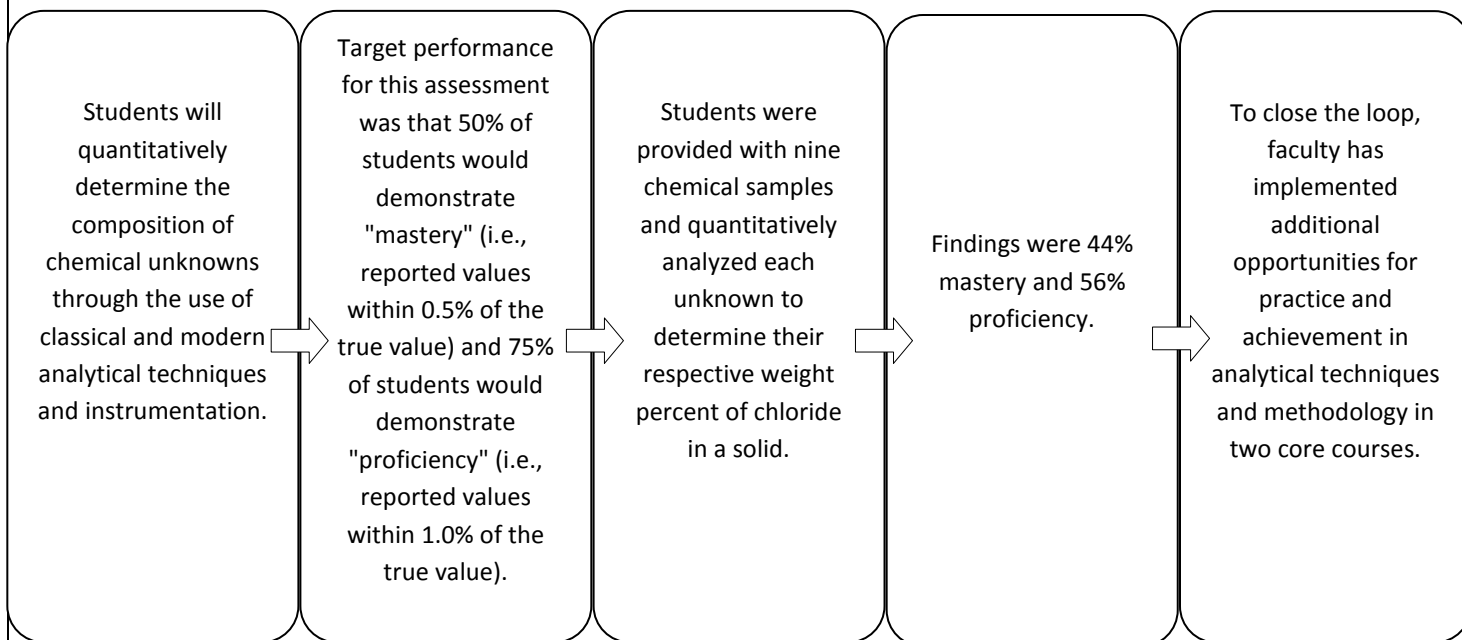 Students will
quantitatively
determine the
composition of
chemical unknowns
through the use of
classical and modern
analytical techniques
and instrumentation.
Target performance
for this assessment
was that 50% of
students would
demonstrate
"mastery" (i.e.,
reported values
within 0.5% of the
true value) and 75%
of students would
demonstrate
"proficiency" (i.e.,
reported values
within 1.0% of the
true value).
Students were
provided with nine
chemical samples
and quantitatively
analyzed each
unknown to
determine their
respective weight
percent of chloride
in a solid.
Findings were 44%
mastery and 56%
proficiency.
To close the loop,
faculty has
implemented
additional
opportunities for
practice and
achievement in
analytical techniques
and methodology in
two core courses.